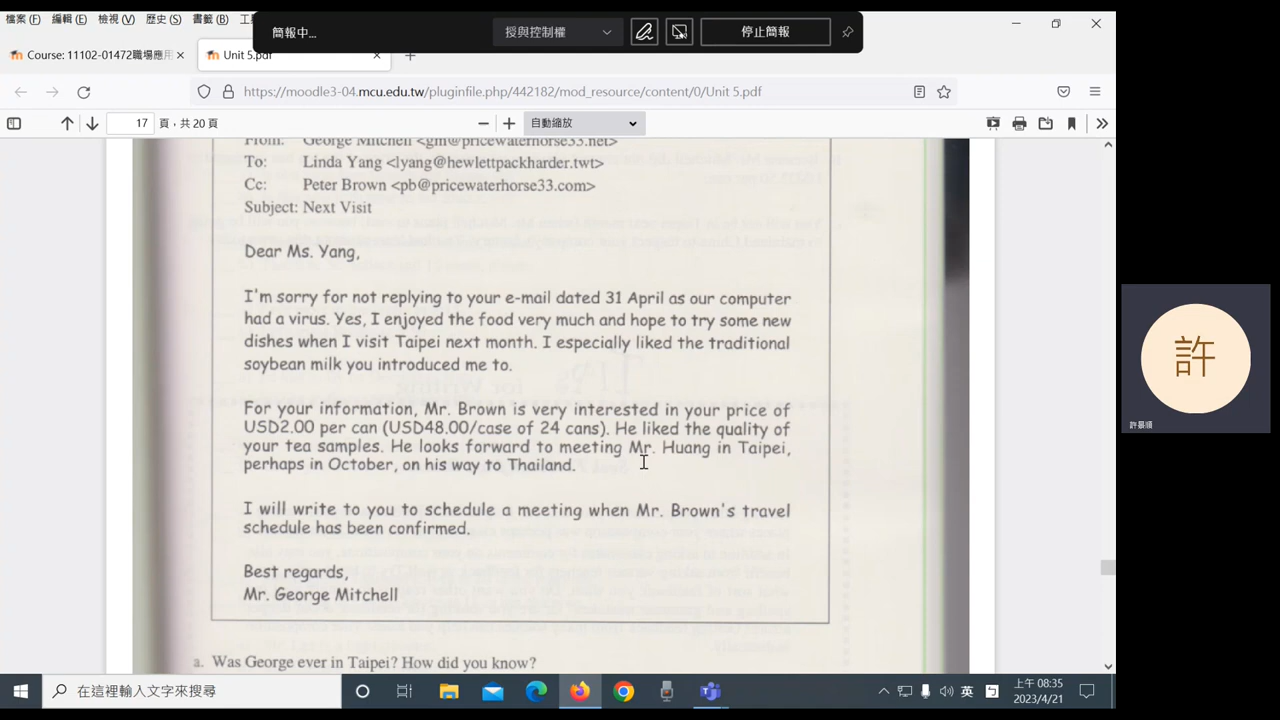 檔案(F) 編輯(E) 檢視(V) 歷史(S) 書籤(B)
簡報中...
授與控制權
停止簡報
Course: 11102-01472職場應用
Unit 5.pdf
https://moodle3-04.mcu.edu.tw/pluginfile.php/442182/mod_resource/content/0/Unit 5.pdf
17 頁，共 20 頁
自動縮放
From: George Mitchell <gm@pricewaterhorse33.net>
To: Linda Yang <lyang@hewlettpackharder.twt>
Cc: Peter Brown <pb@pricewaterhorse33.com>
Subject: Next Visit
Dear Ms. Yang,
I'm sorry for not replying to your e-mail dated 31 April as our computer
had a virus. Yes, I enjoyed the food very much and hope to try some new
dishes when I visit Taipei next month. I especially liked the traditional
soybean milk you introduced me to.
For your information, Mr. Brown is very interested in your price of
USD2.00 per can (USD48.00/case of 24 cans). He liked the quality of
your tea samples. He looks forward to meeting Mr. Huang in Taipei,
perhaps in October, on his way to Thailand.
I will write to you to schedule a meeting when Mr. Brown's travel
schedule has been confirmed.
Best regards,
Mr. George Mitchell
a. Was George ever in Taipei? How did you know?
許
許景順
在這裡輸入文字來搜尋
英
上午 08:35
2023/4/21